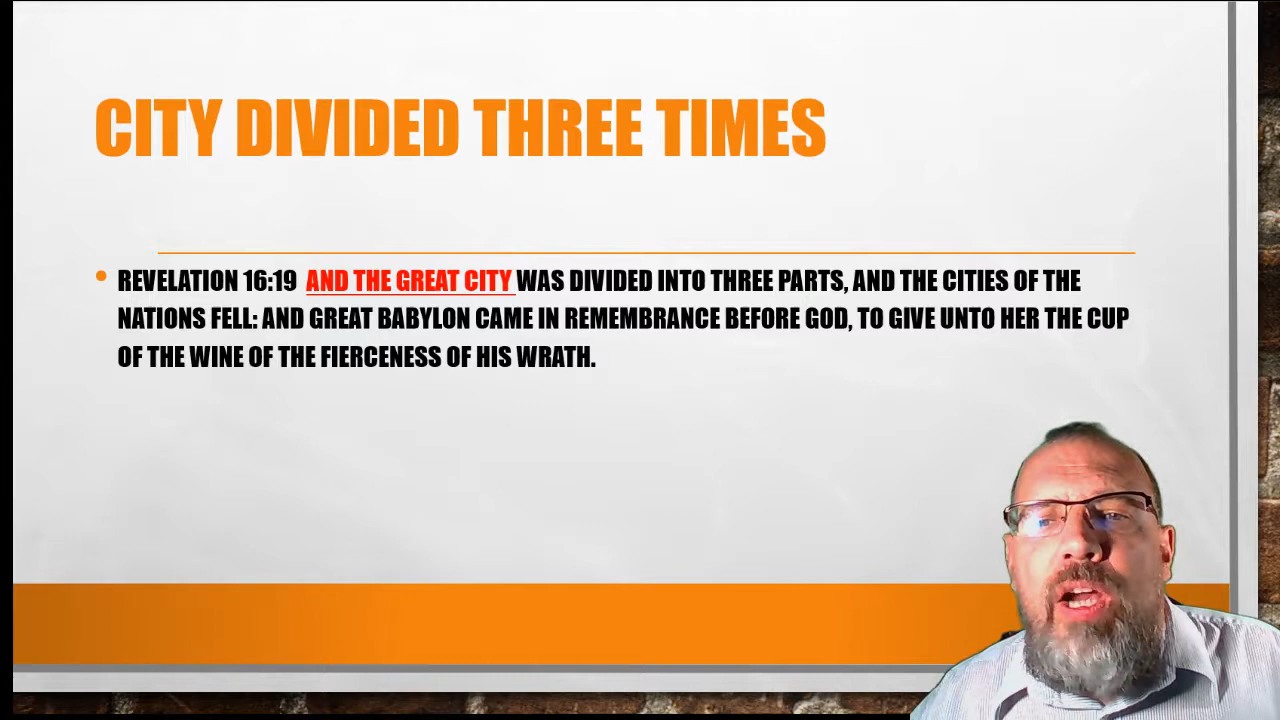 CITY DIVIDED THREE TIMES
REVELATION 16:19 AND THE GREAT CITY WAS DIVIDED INTO THREE PARTS, AND THE CITIES OF THE
NATIONS FELL: AND GREAT BABYLON CAME IN REMEMBRANCE BEFORE GOD, TO GIVE UNTO HER THE CUP
OF THE WINE OF THE FIERCENESS OF HIS WRATH.